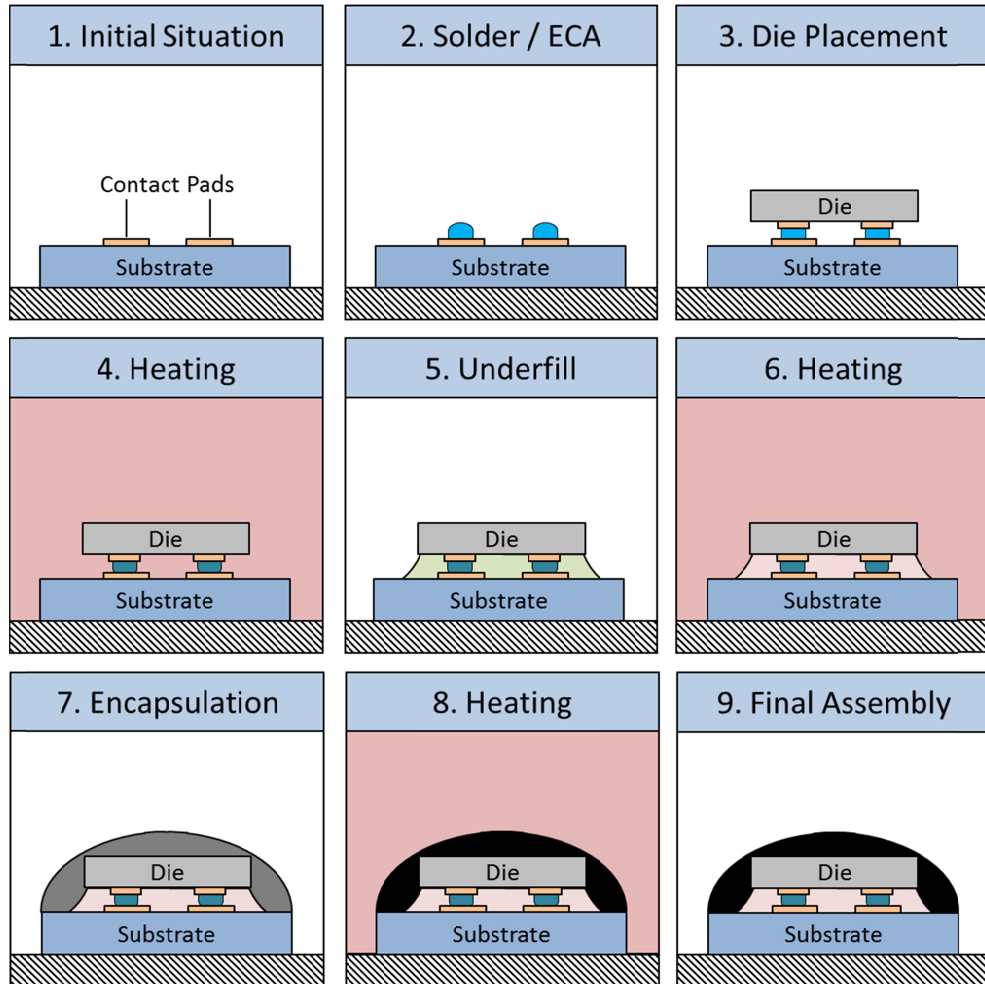 1. Initial Situation
Contact Pads
Substrate
2. Solder / ECA
Substrate
3. Die Placement
Die
Substrate
4. Heating
Die
Substrate
5. Underfill
Die
Substrate
6. Heating
Die
Substrate
7. Encapsulation
Die
Substrate
8. Heating
Die
Substrate
9. Final Assembly
Die
Substrate